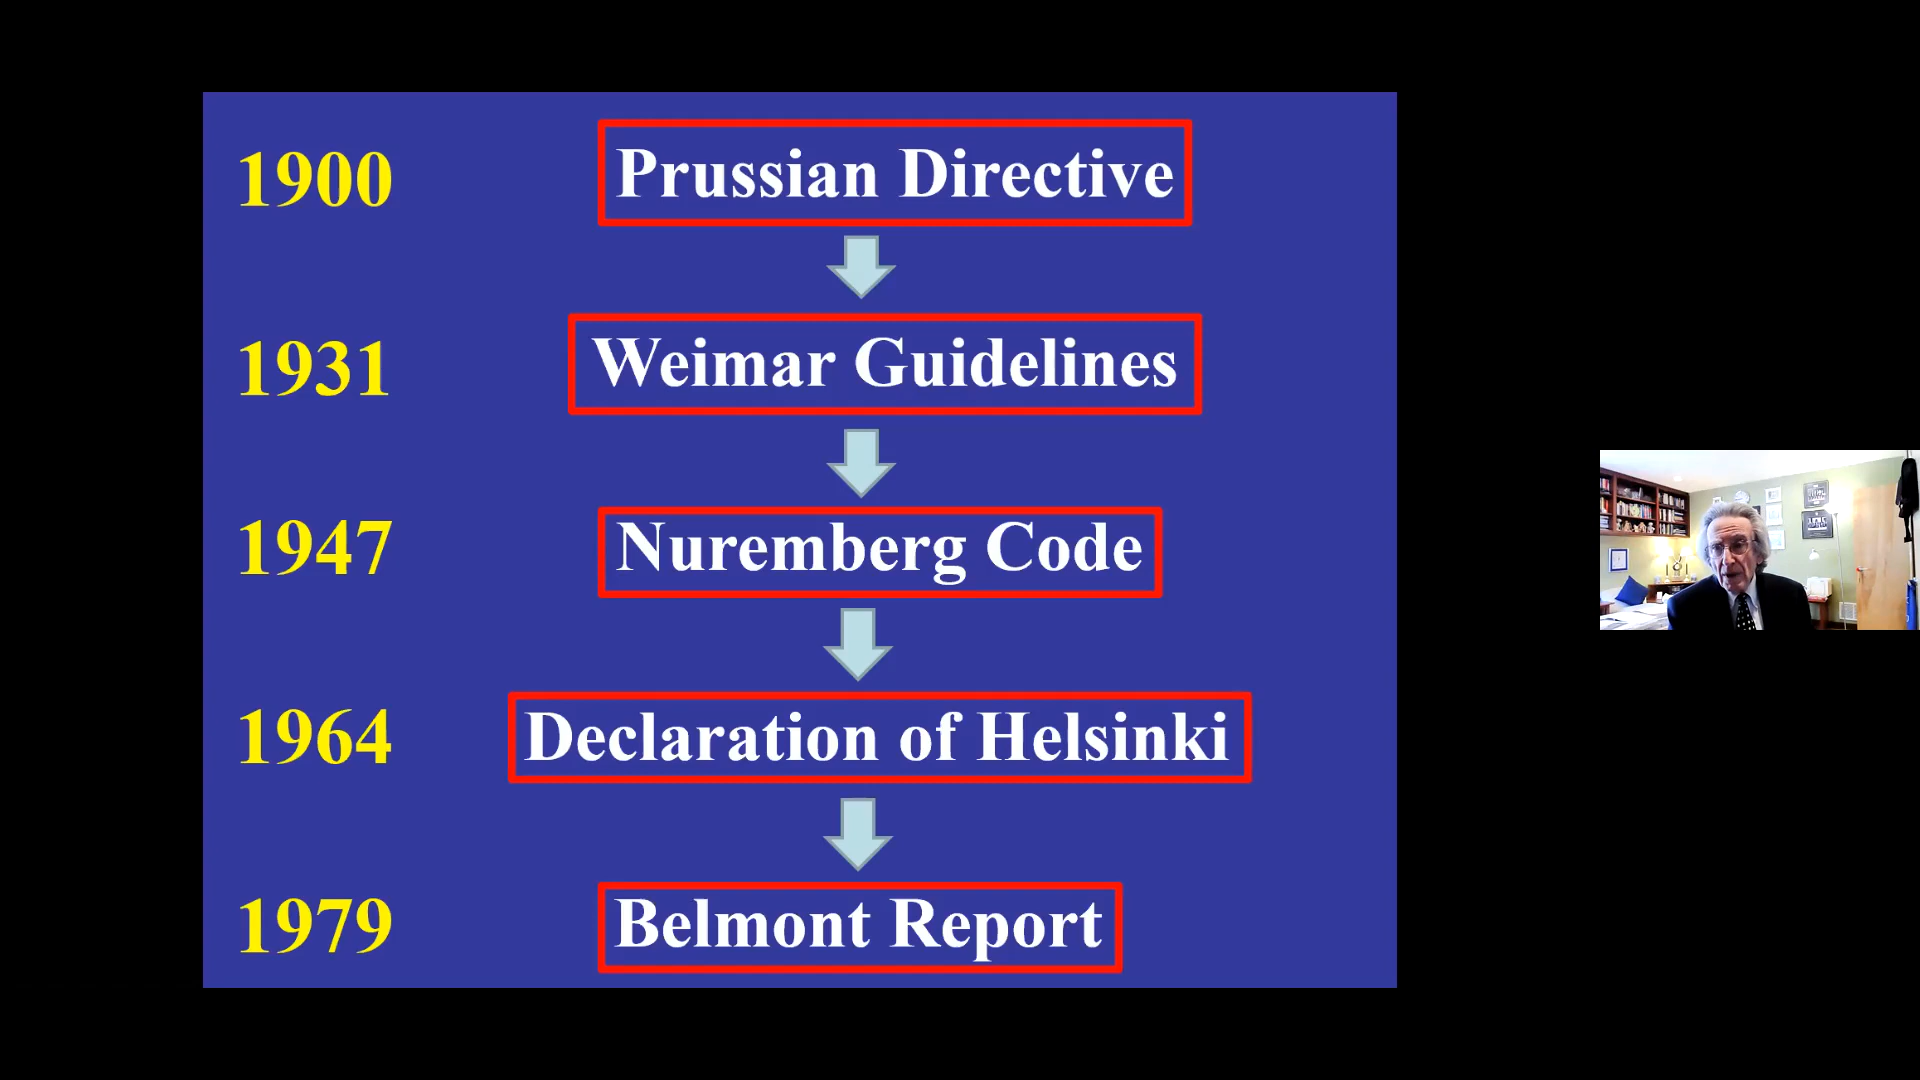 1900 Prussian Directive
1931 Weimar Guidelines
1947 Nuremberg Code
1964 Declaration of Helsinki
1979 Belmont Report